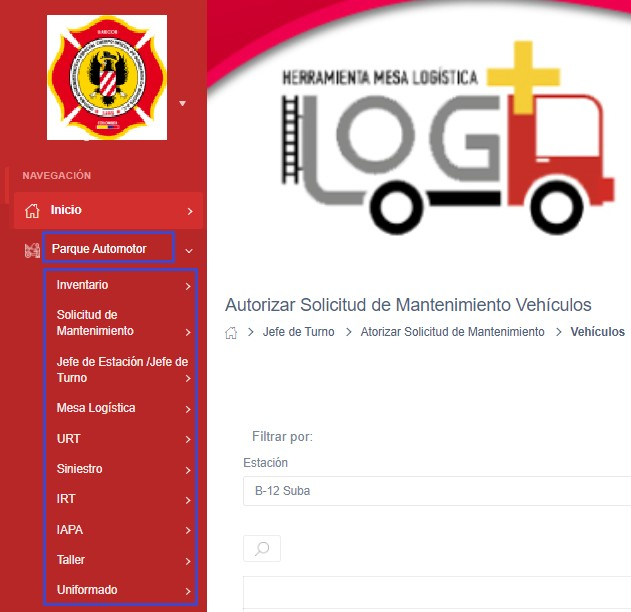 HERRAMIENTA MESA LOGÍSTICA
LOGT
NAVEGACIÓN
Inicio
Parque Automotor
Inventario
Solicitud de
Mantenimiento
Jefe de Estación /Jefe de
Turno
Mesa Logística
URT
Siniestro
IRT
IAPA
Taller
Uniformado
Autorizar Solicitud de Mantenimiento Vehículos
Jefe de Turno > Atorizar Solicitud de Mantenimiento > Vehículos
Filtrar por:
Estación
B-12 Suba